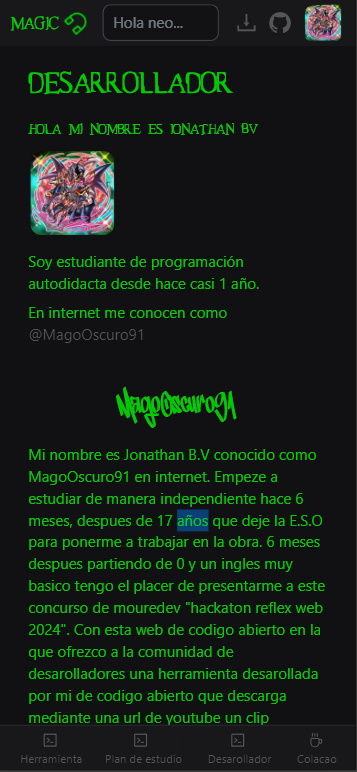 MAGIC
Hola neo...
DESARROLLADOR
HOLA MI NOMBRE ES JONATHAN BV
Soy estudiante de programación
autodidacta desde hace casi 1 año.
En internet me conocen como
@MagoOscuro91
MagoOscuro91
Mi nombre es Jonathan B.V conocido como
MagoOscuro91 en internet. Empeze a
estudiar de manera independiente hace 6
meses, despues de 17 años que deje la E.S.O
para ponerme a trabajar en la obra. 6 meses
despues partiendo de 0 y un ingles muy
basico tengo el placer de presentarme a este
concurso de mouredev "hackaton reflex web
2024". Con esta web de codigo abierto en la
que ofrezco a la comunidad de
desarolladores una herramienta desarollada
por mi de codigo abierto que descarga
mediante una url de youtube un clip
Herramienta
Plan de estudio
Desarollador
Colacao